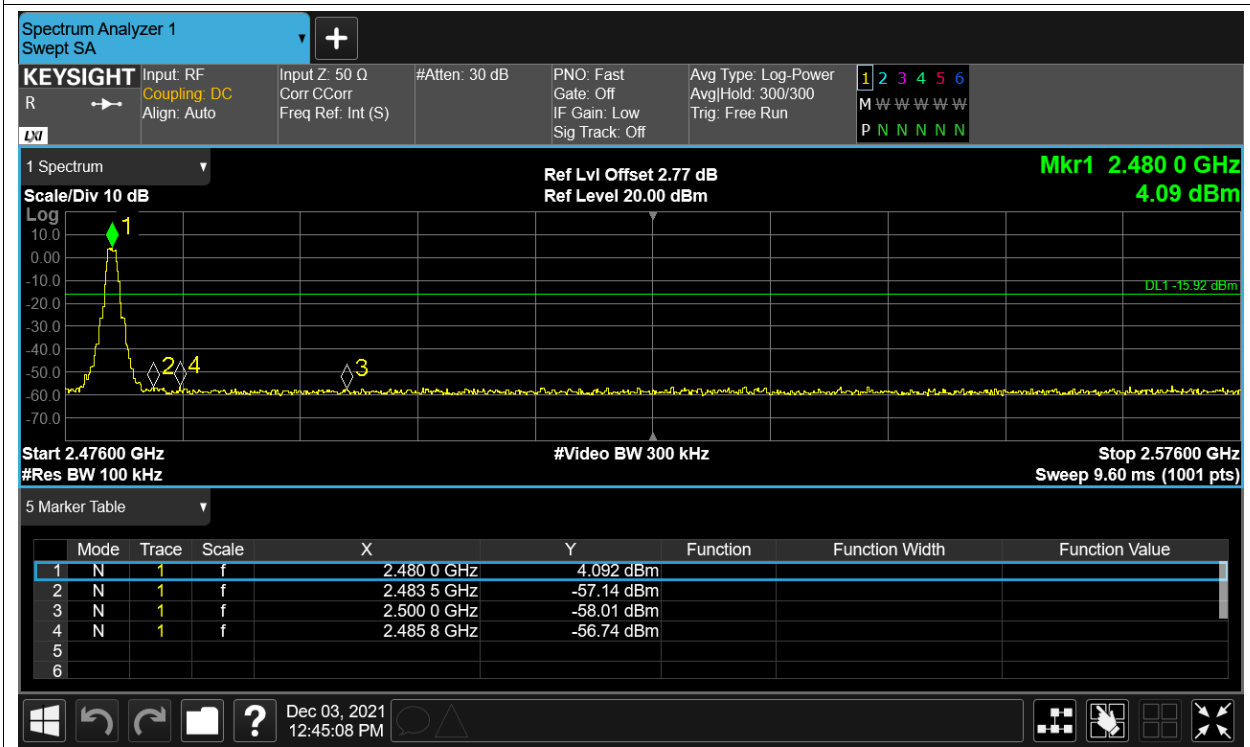 Spectrum Analyzer 1
Swept SA
+
KEYSIGHT Input: RF Input Z: 50 Ω #Atten: 30 dB PNO: Fast Avg Type: Log-Power 1 2 3 4 5 6
R Coupling: DC Corr CCorr Gate: Off Avg|Hold: 300/300 M W W W W W W
Align: Auto Freq Ref: Int (S) IF Gain: Low Trig: Free Run
LXI Sig Track: Off P N N N N N
1 Spectrum Ref Lvl Offset 2.77 dB Mkr1 2.480 0 GHz
Scale/Div 10 dB Ref Level 20.00 dBm 4.09 dBm
Log
1
10.0
0.00
-10.0
DL1 -15.92 dBm
-20.0
-30.0
-40.0
2 4 3
-50.0
-60.0
-70.0
Start 2.47600 GHz #Video BW 300 kHz Stop 2.57600 GHz
#Res BW 100 kHz Sweep 9.60 ms (1001 pts)
5 Marker Table
Mode Trace Scale X Y Function Function Width Function Value
1 N 1 f 2.480 0 GHz 4.092 dBm
2 N 1 f 2.483 5 GHz -57.14 dBm
3 N 1 f 2.500 0 GHz -58.01 dBm
4 N 1 f 2.485 8 GHz -56.74 dBm
5
6
? Dec 03, 2021
12:45:08 PM